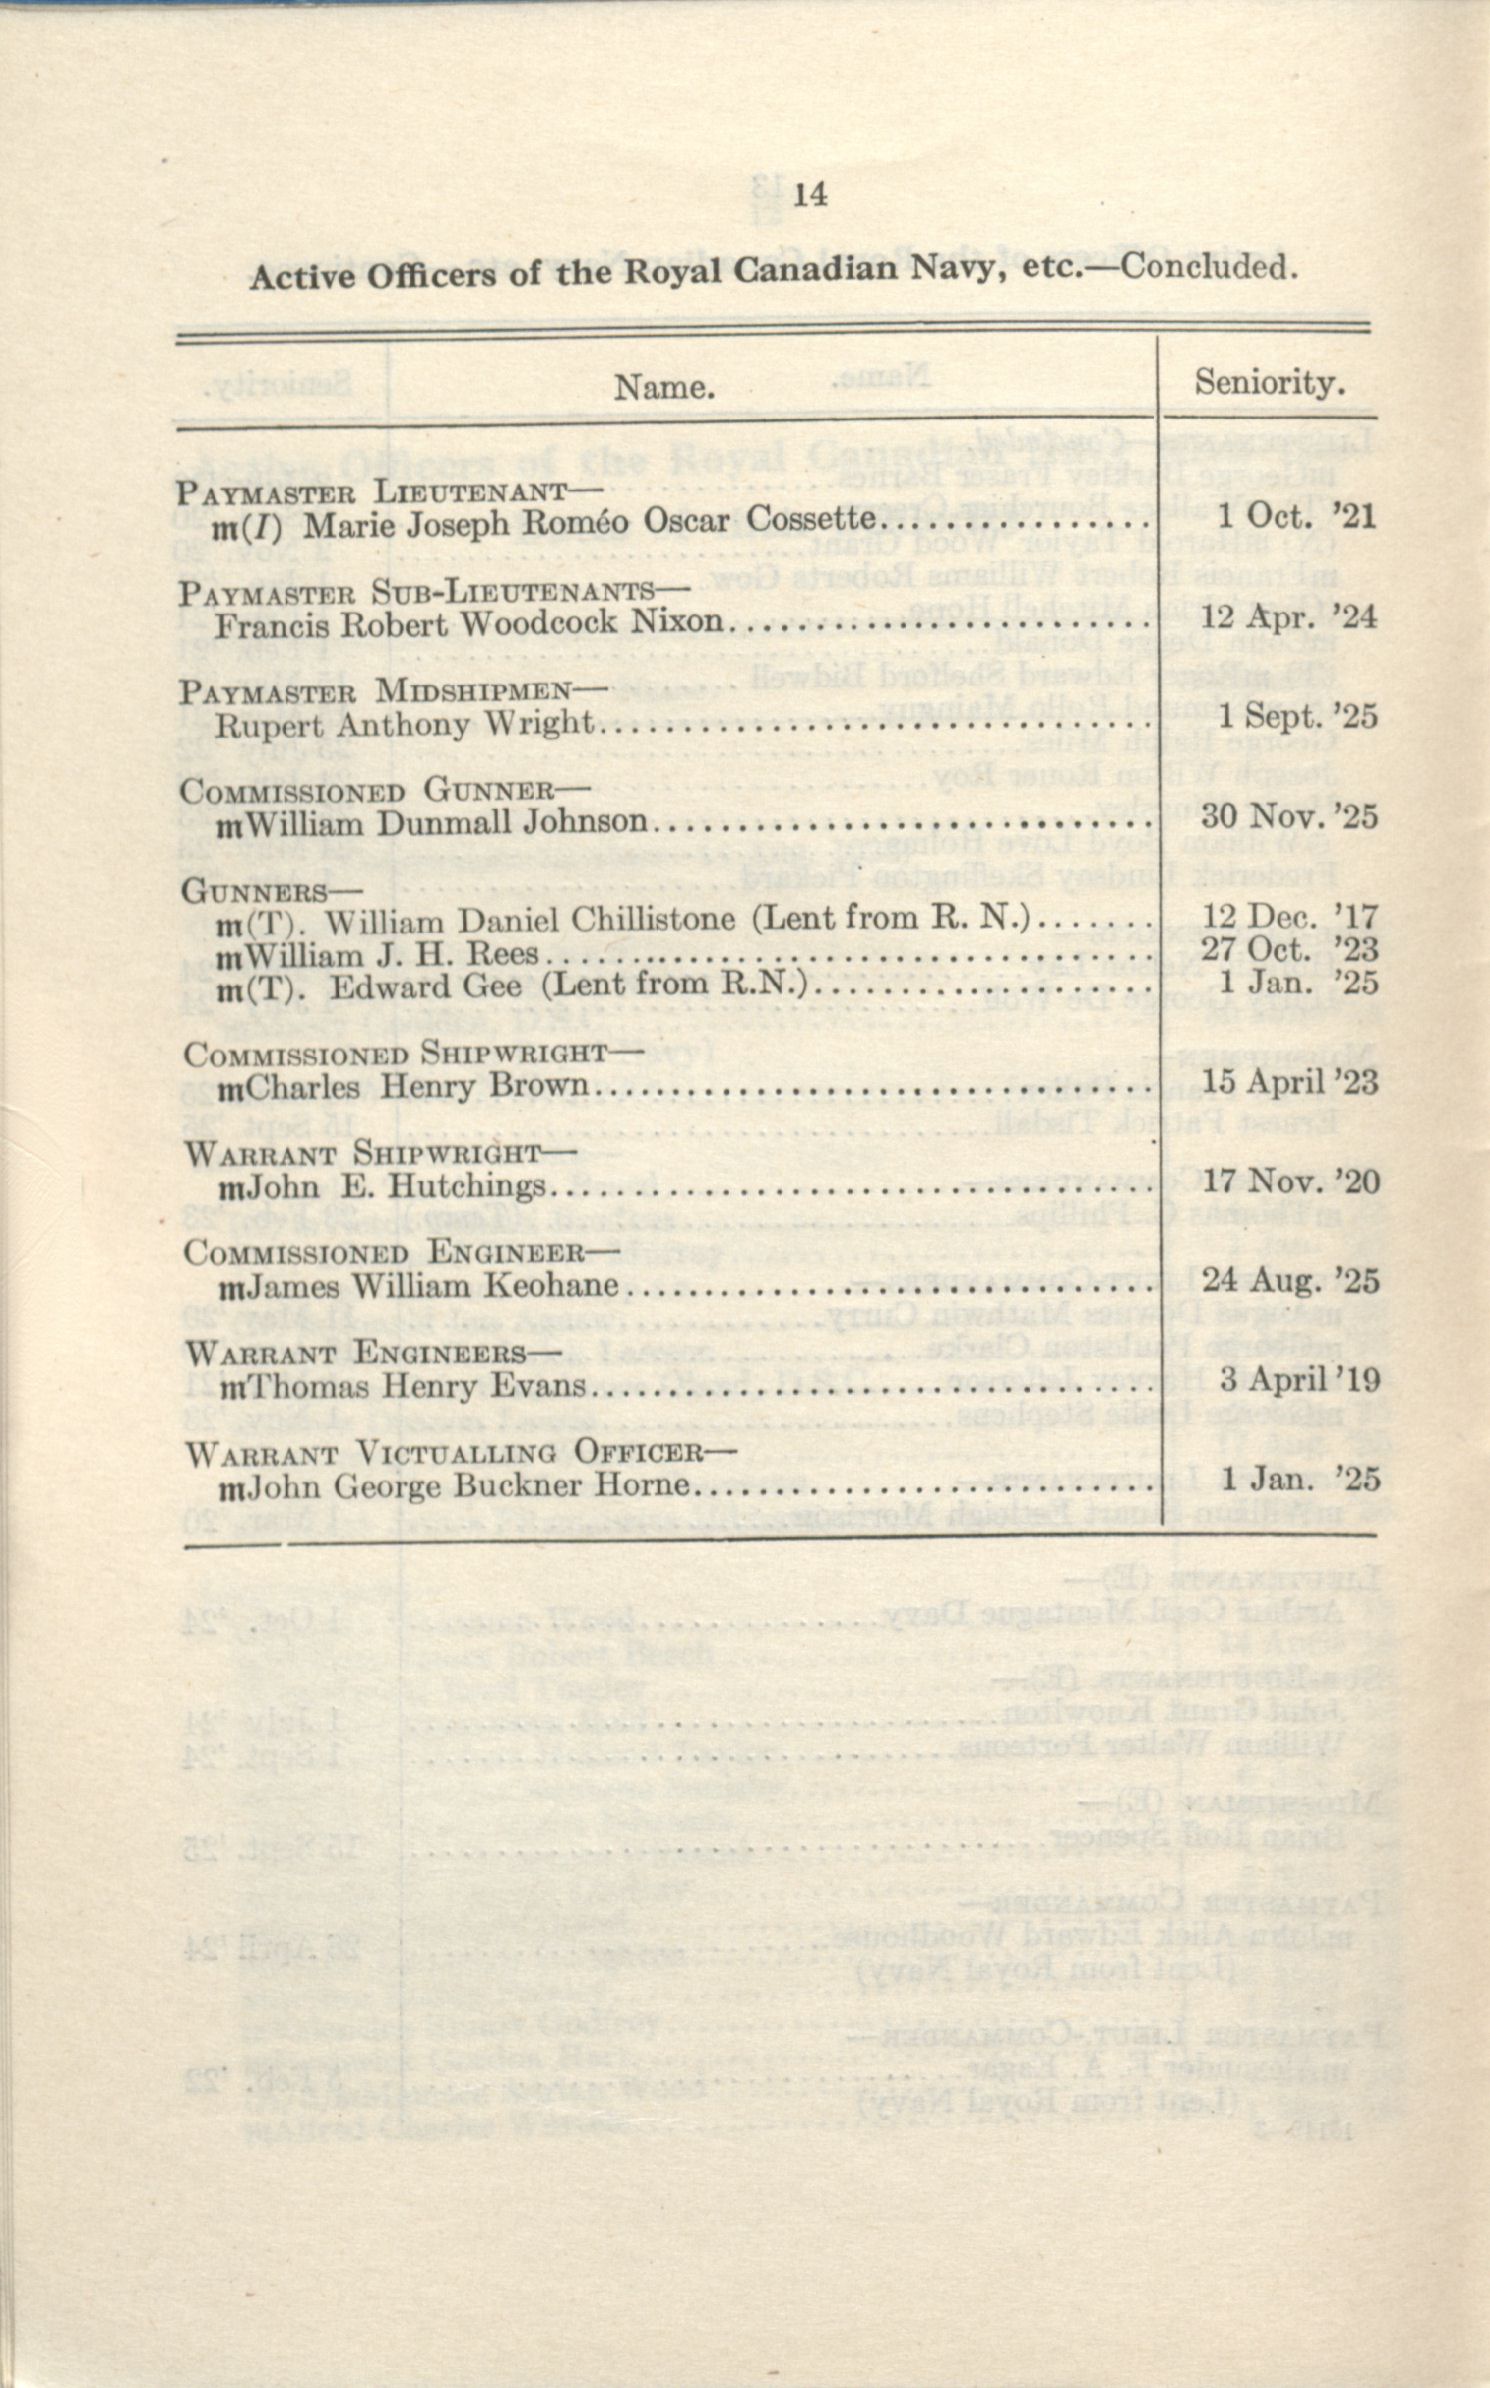 14
Active Officers of the Royal Canadian Navy, etc.—Concluded.
Name. Seniority.
PAYMASTER LIEUTENANT—
m(I) Marie Joseph Roméo Oscar Cossette................ 1 Oct. '21
PAYMASTER SUB-LIEUTENANTS—
Francis Robert Woodcock Nixon......................... 12 Apr. '24
PAYMASTER MIDSHIPMEN—
Rupert Anthony Wright................................. 1 Sept. '25
COMMISSIONED GUNNER—
mWilliam Dunmall Johnson.............................. 30 Nov. '25
GUNNERS—
m(T). William Daniel Chillistone (Lent from R. N.)....... 12 Dec. '17
mWilliam J. H. Rees.................................... 27 Oct. '23
m(T). Edward Gee (Lent from R.N.).................... 1 Jan. '25
COMMISSIONED SHIPWRIGHT—
mCharles Henry Brown................................. 15 April '23
WARRANT SHIPWRIGHT—
mJohn E. Hutchings.................................... 17 Nov. '20
COMMISSIONED ENGINEER—
mJames William Keohane................................ 24 Aug. '25
WARRANT ENGINEERS—
mThomas Henry Evans.................................. 3 April '19
WARRANT VICTUALLING OFFICER—
mJohn George Buckner Horne........................... 1 Jan. '25